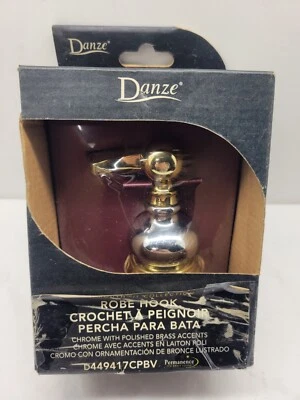 Danze®
Danze®
ROBE HOOK
CROCHET À PEIGNOIR
PERCHA PARA BATA
CHROME WITH POLISHED BRASS ACCENTS
CHROME AVEC ACCENTS EN LAITON POLI
CROMO CON ORNAMENTACIÓN DE BRONCE LUSTRADO
D449417CPBV
Permanence